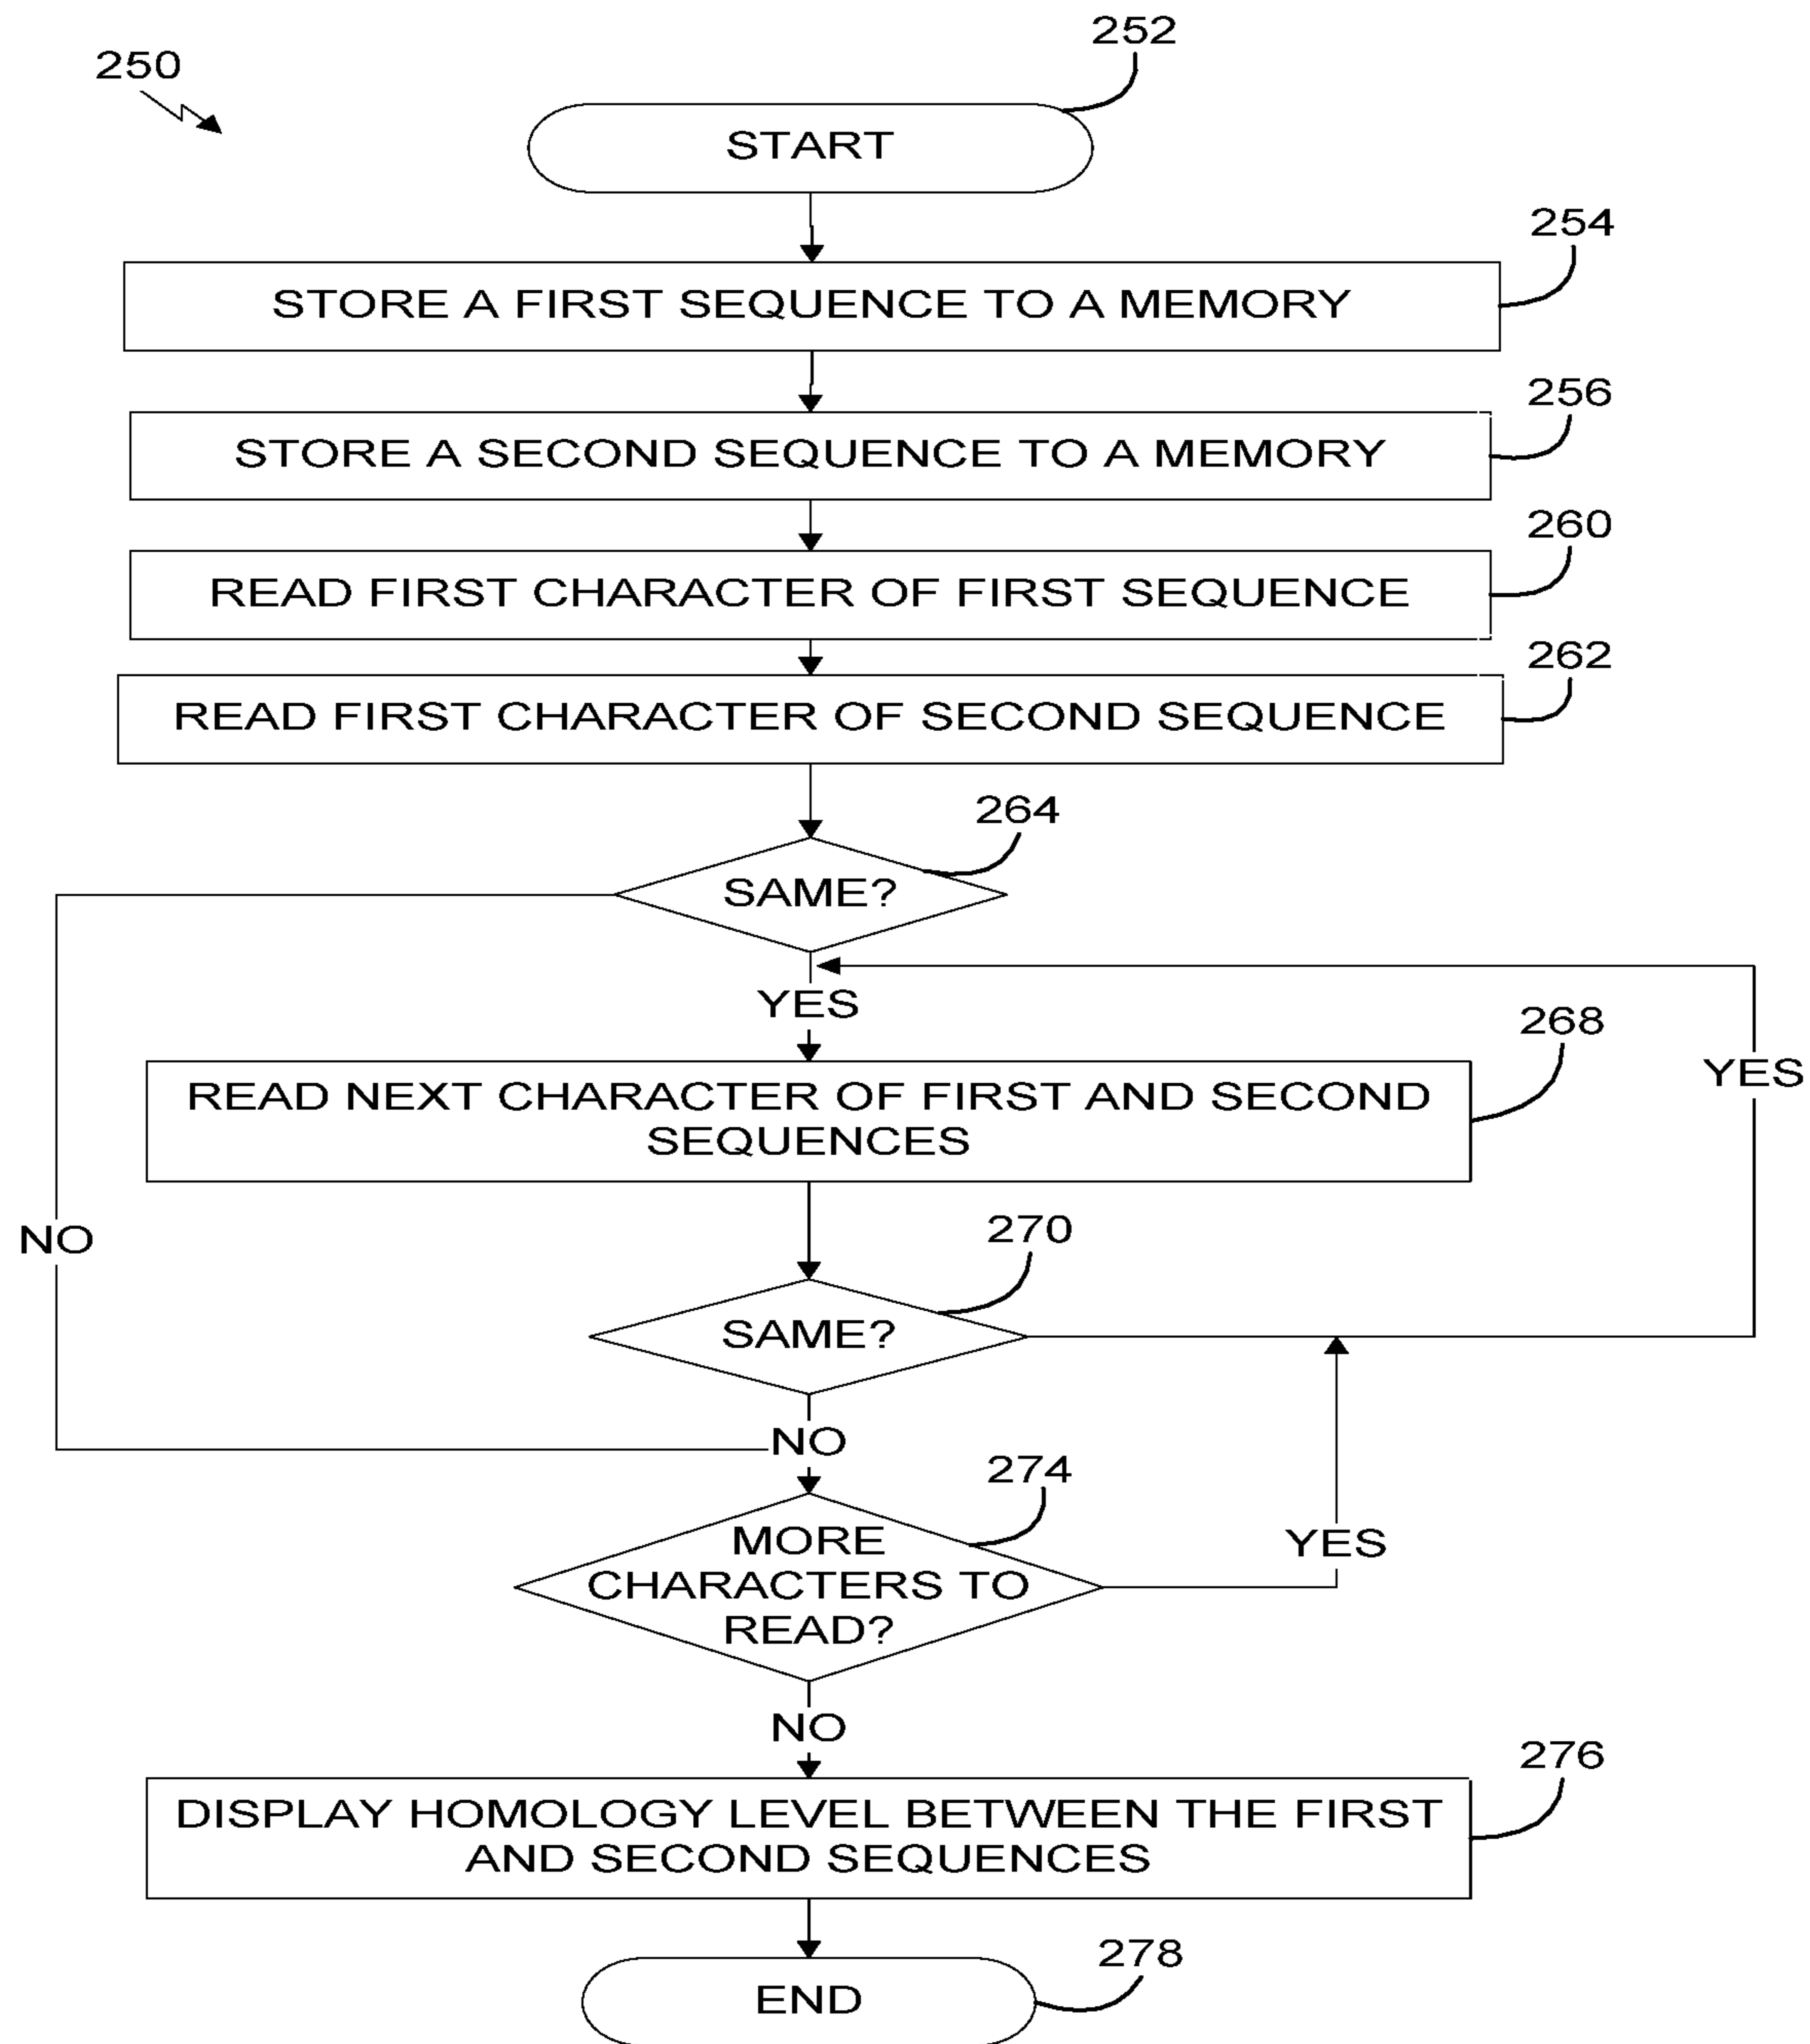 250
252
START
254
STORE A FIRST SEQUENCE TO A MEMORY
256
STORE A SECOND SEQUENCE TO A MEMORY
260
READ FIRST CHARACTER OF FIRST SEQUENCE
262
READ FIRST CHARACTER OF SECOND SEQUENCE
264
SAME?
YES
268
YES
READ NEXT CHARACTER OF FIRST AND SECOND
SEQUENCES
NO
270
SAME?
NO
274
YES
MORE
CHARACTERS TO
READ?
NO
276
DISPLAY HOMOLOGY LEVEL BETWEEN THE FIRST
AND SECOND SEQUENCES
278
END